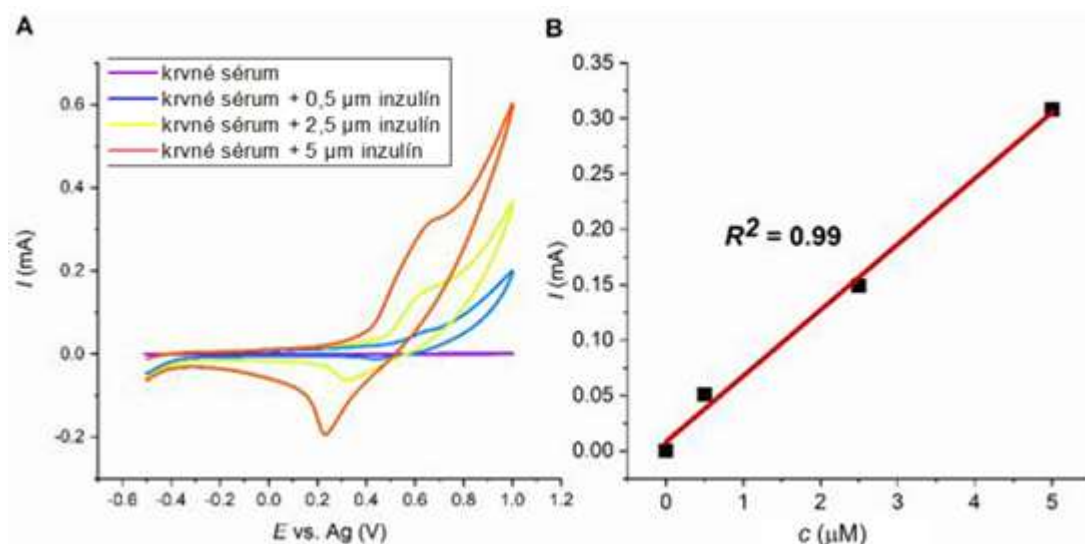 A
krvné sérum
krvné sérum + 0,5 µm inzulín
krvné sérum + 2,5 µm inzulín
krvné sérum + 5 µm inzulín
0.6
0.4
0.2
0.0
-0.2
I (mA)
-0.6 -0.4 -0.2 0.0 0.2 0.4 0.6 0.8 1.0 1.2
E vs. Ag (V)
B
0.35
0.30
0.25
0.20
0.15
0.10
0.05
0.00
I (mA)
R² = 0.99
0 1 2 3 4 5
c (µM)